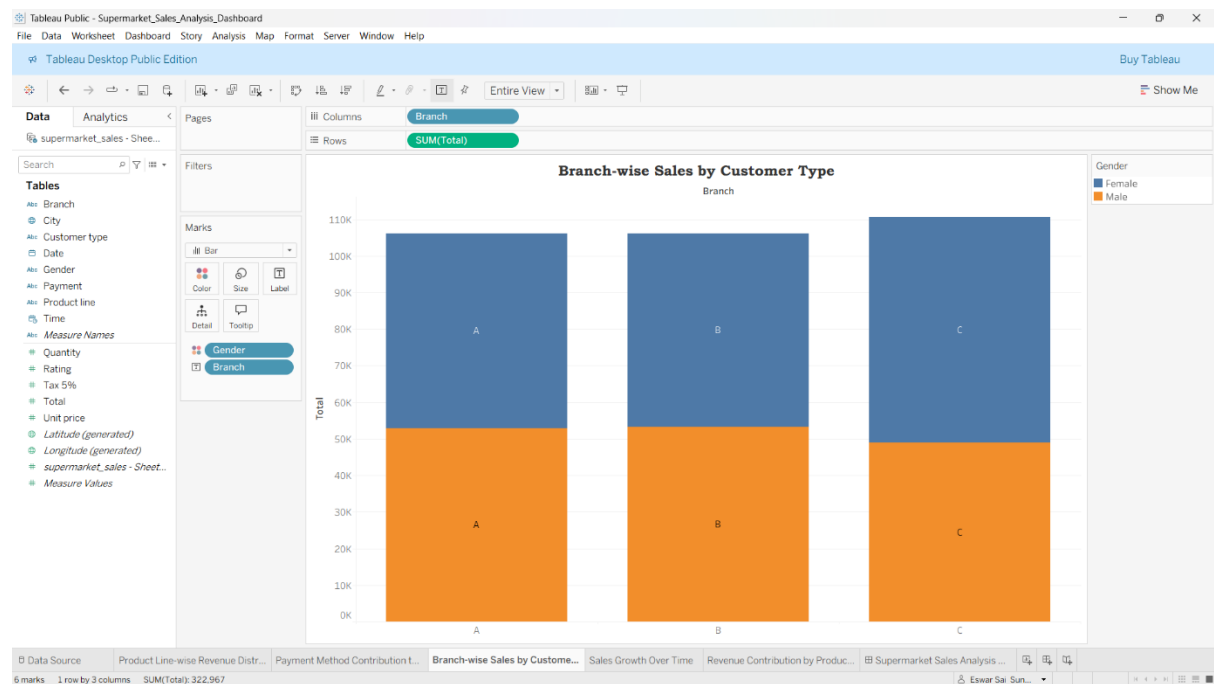 Tableau Public - Supermarket_Sales_Analysis_Dashboard
File Data Worksheet Dashboard Story Analysis Map Format Server Window Help
Tableau Desktop Public Edition Buy Tableau
Entire View Show Me
Data Analytics
supermarket_sales - Shee...
Search
Tables
Abc Branch
City
Abc Customer type
Date
Abc Gender
Abc Payment
Abc Product line
Time
Abc Measure Names
# Quantity
# Rating
# Tax 5%
# Total
# Unit price
Latitude (generated)
Longitude (generated)
# supermarket_sales - Sheet...
# Measure Values
Pages
Filters
Marks
Bar
Color Size Label
Detail Tooltip
Gender
Branch
Columns Branch
Rows SUM(Total)
Branch-wise Sales by Customer Type
Branch
110K
100K
90K
80K
70K
60K
50K
40K
30K
20K
10K
0K
Total
A B C
A B C
A B C
Gender
Female
Male
Data Source Product Line-wise Revenue Distr... Payment Method Contribution t... Branch-wise Sales by Custome... Sales Growth Over Time Revenue Contribution by Produc... Supermarket Sales Analysis ...
6 marks 1 row by 3 columns SUM(Total): 322,967 Eswar Sai Sun...